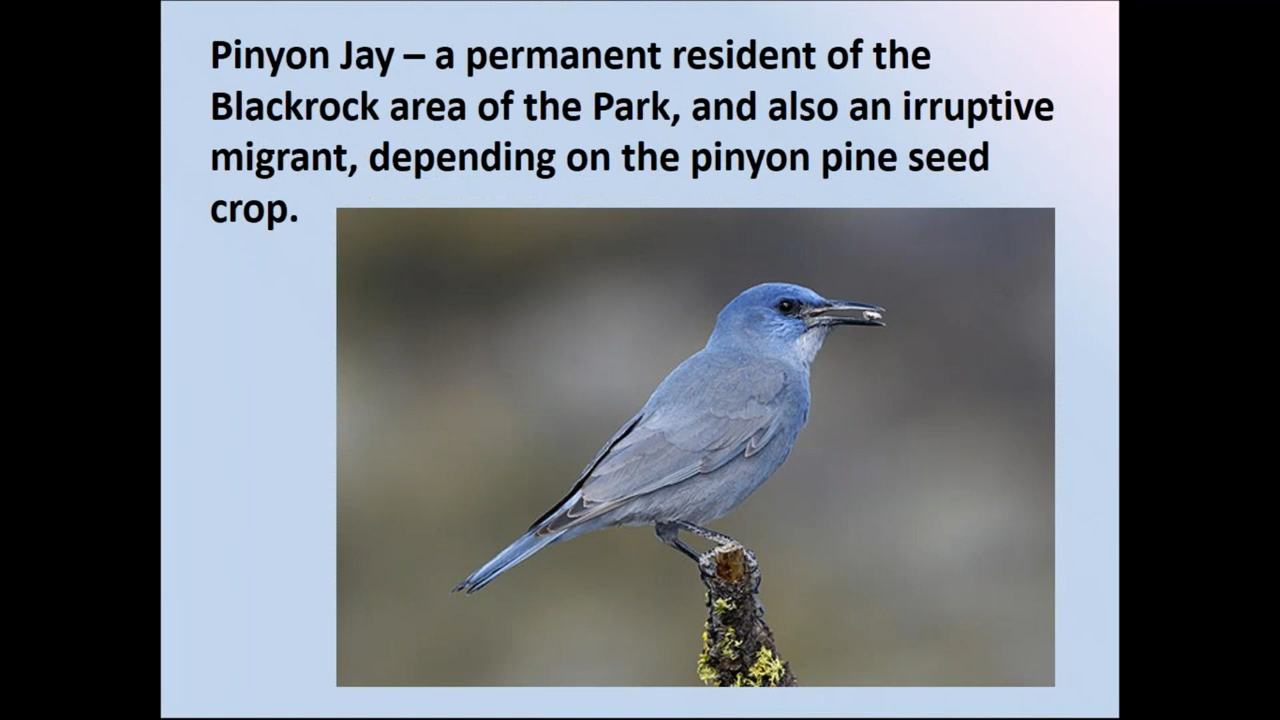 Pinyon Jay – a permanent resident of the
Blackrock area of the Park, and also an irruptive
migrant, depending on the pinyon pine seed
crop.